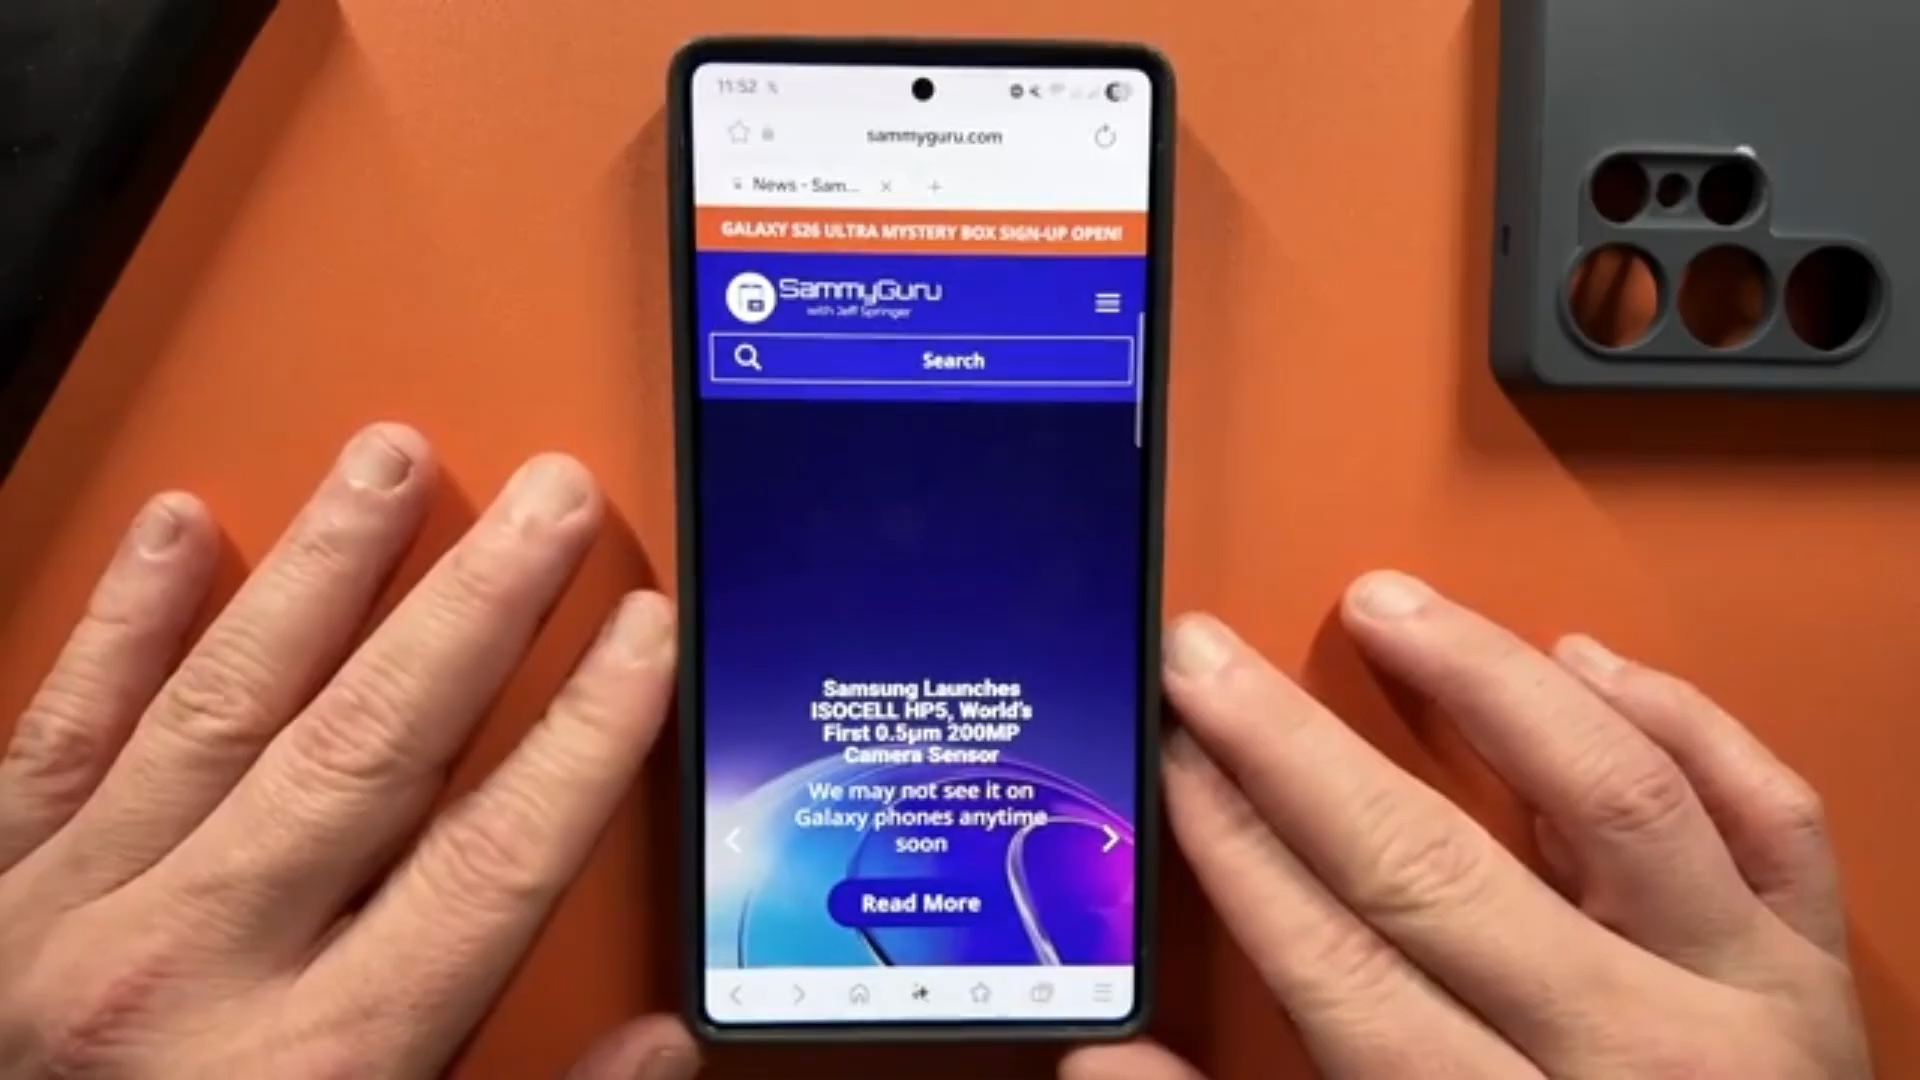 11:52
sammyguru.com
News - Sam...
GALAXY S26 ULTRA MYSTERY BOX SIGN-UP OPEN!
SammyGuru
with Jeff Springer
Search
Samsung Launches
ISOCELL HP5, World's
First 0.5µm 200MP
Camera Sensor
We may not see it on
Galaxy phones anytime
soon
Read More